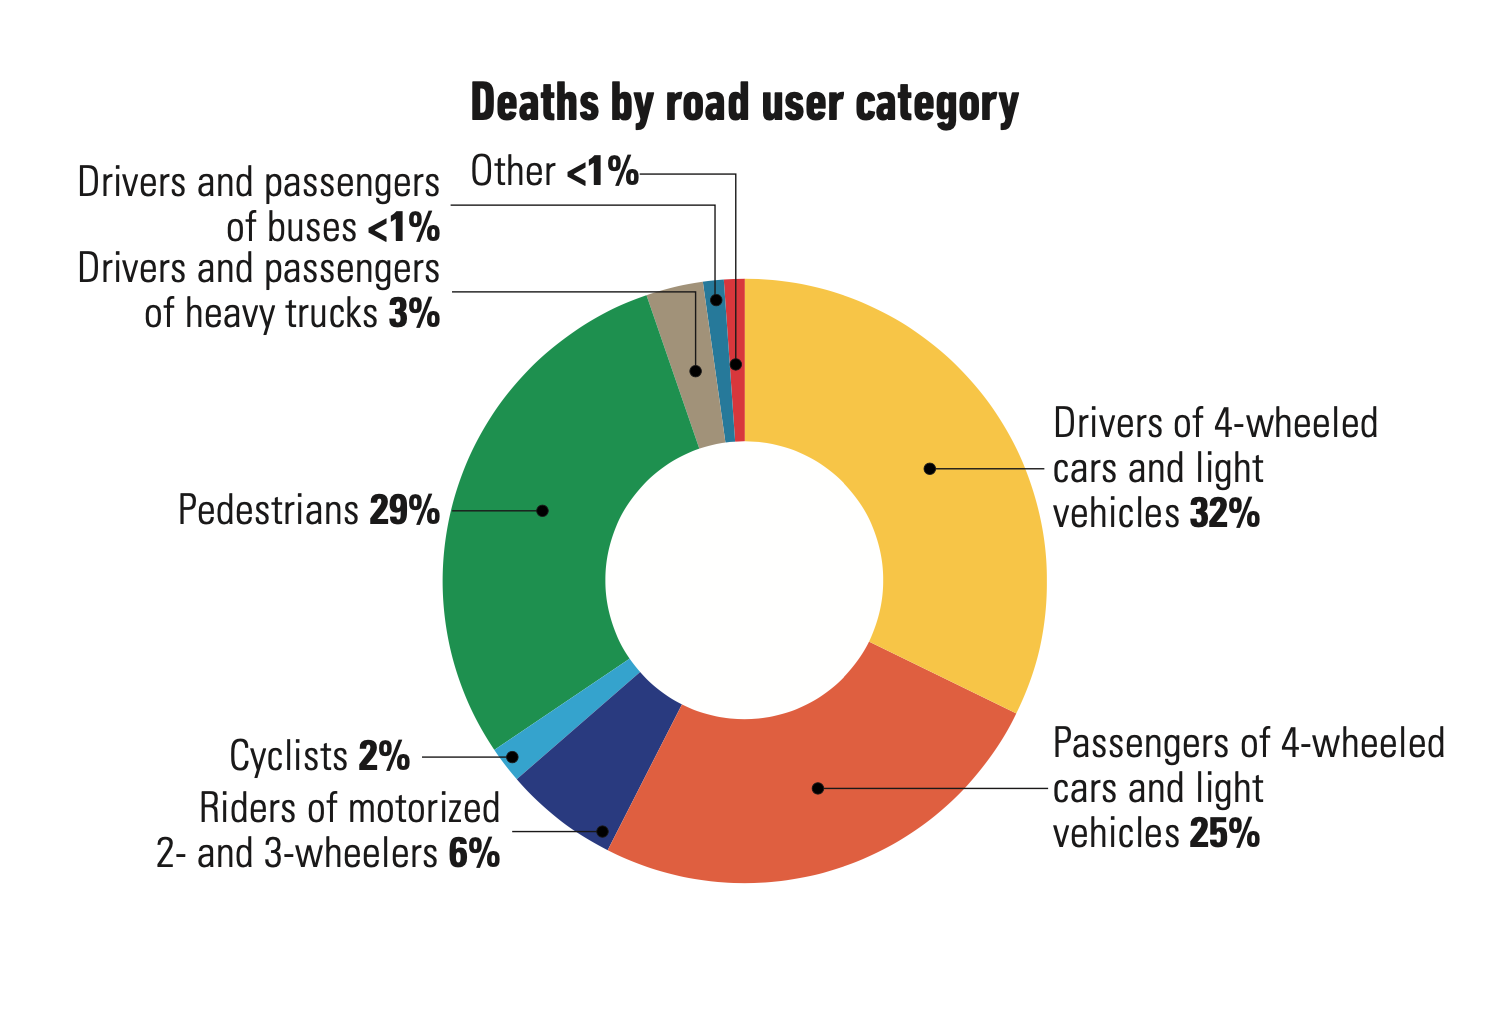 Deaths by road user category
Other <1%
Drivers and passengers
of buses <1%
Drivers and passengers
of heavy trucks 3%
Pedestrians 29%
Drivers of 4-wheeled
cars and light
vehicles 32%
Passengers of 4-wheeled
cars and light
vehicles 25%
Cyclists 2%
Riders of motorized
2- and 3-wheelers 6%